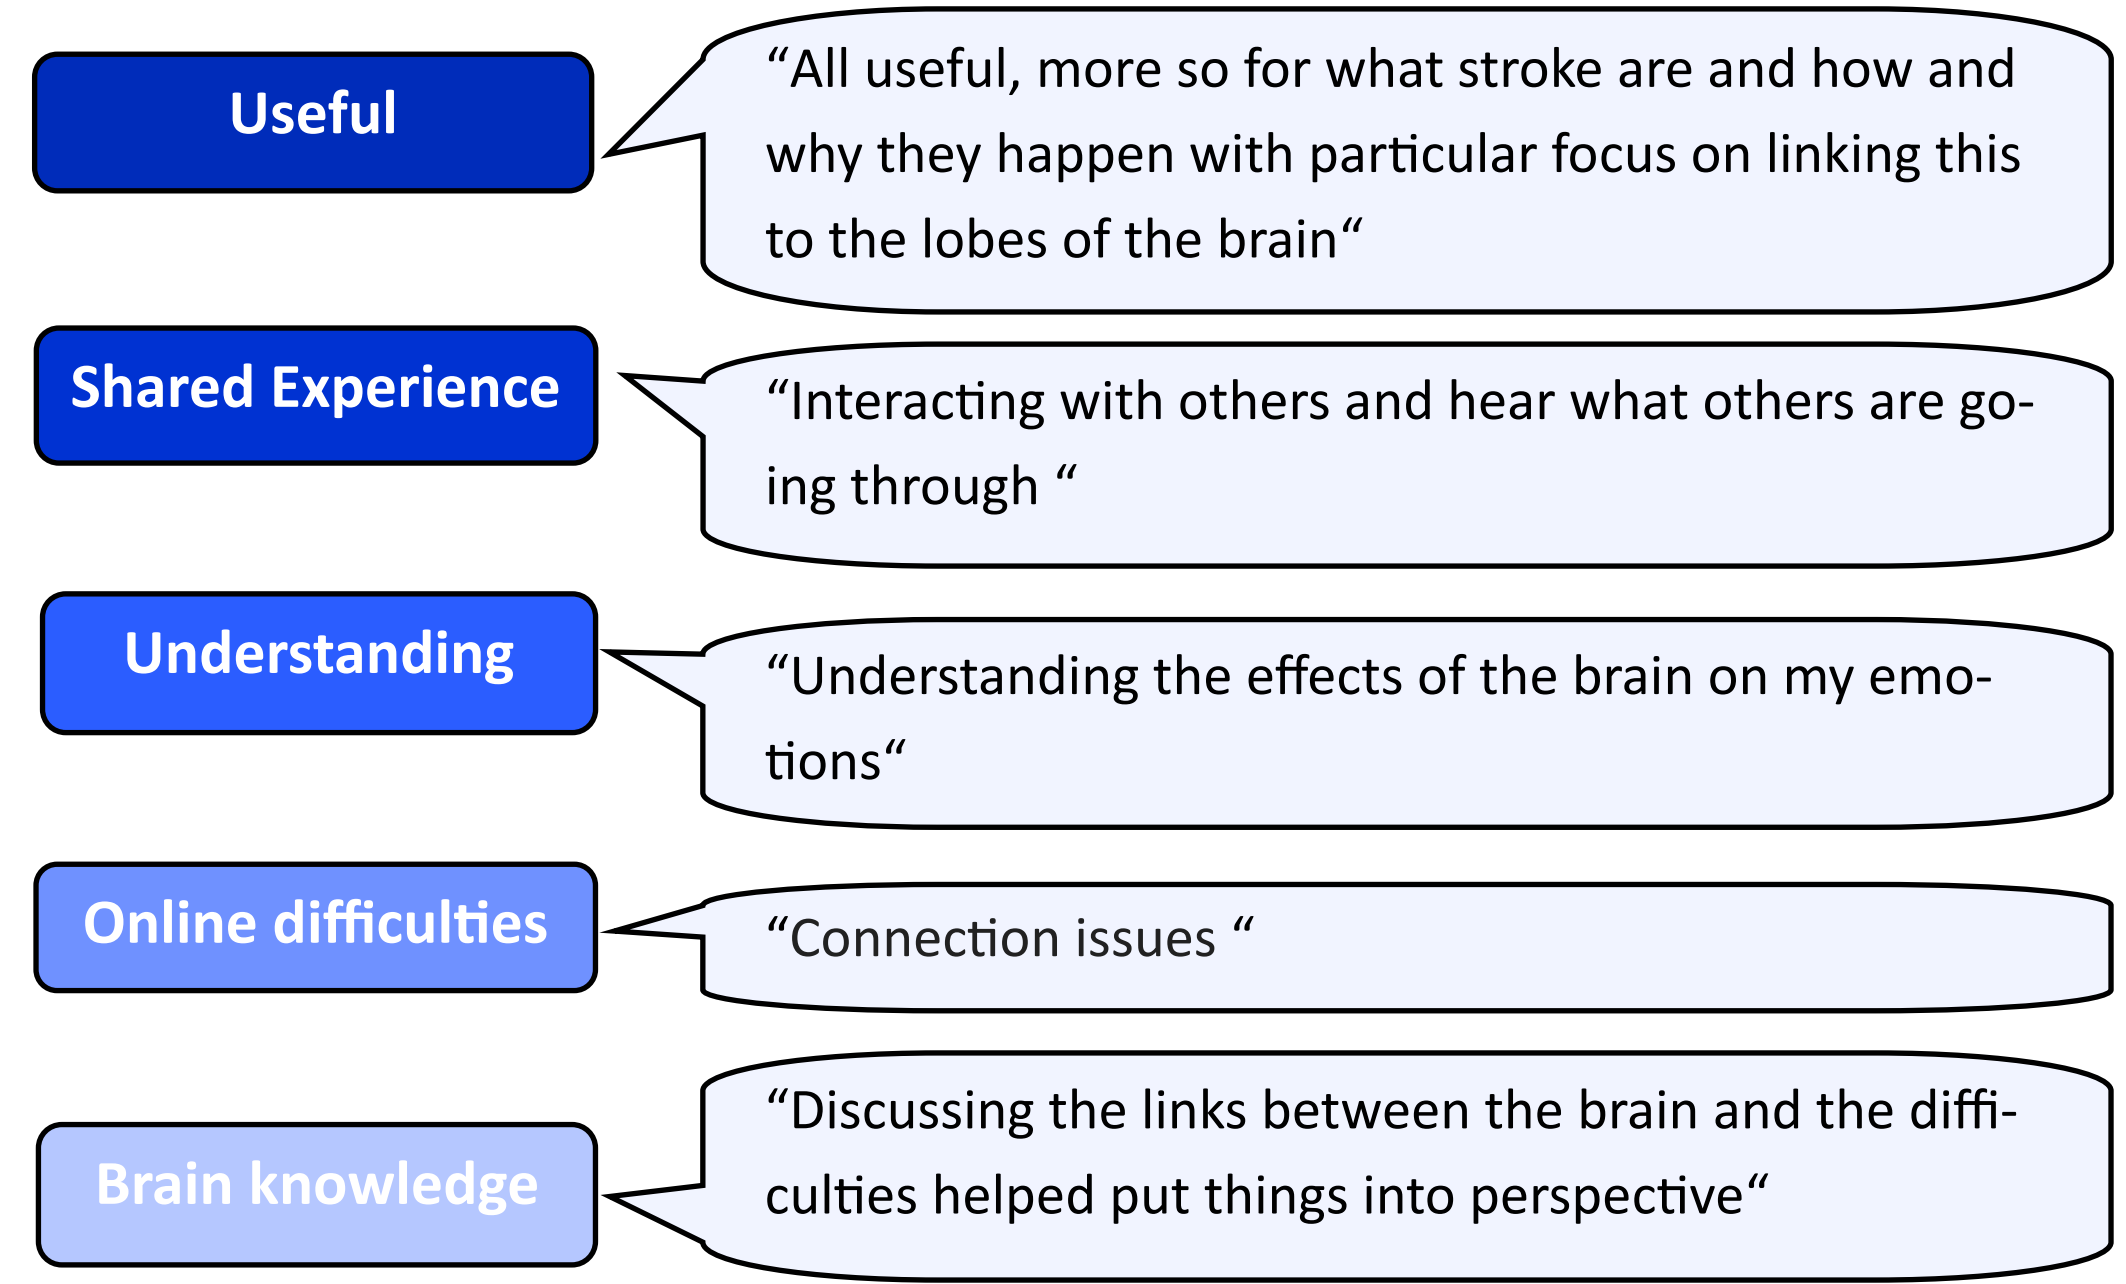 Useful
“All useful, more so for what stroke are and how and
why they happen with particular focus on linking this
to the lobes of the brain“
Shared Experience
“Interacting with others and hear what others are go-
ing through “
Understanding
“Understanding the effects of the brain on my emo-
tions“
Online difficulties
“Connection issues “
Brain knowledge
“Discussing the links between the brain and the diffi-
culties helped put things into perspective“